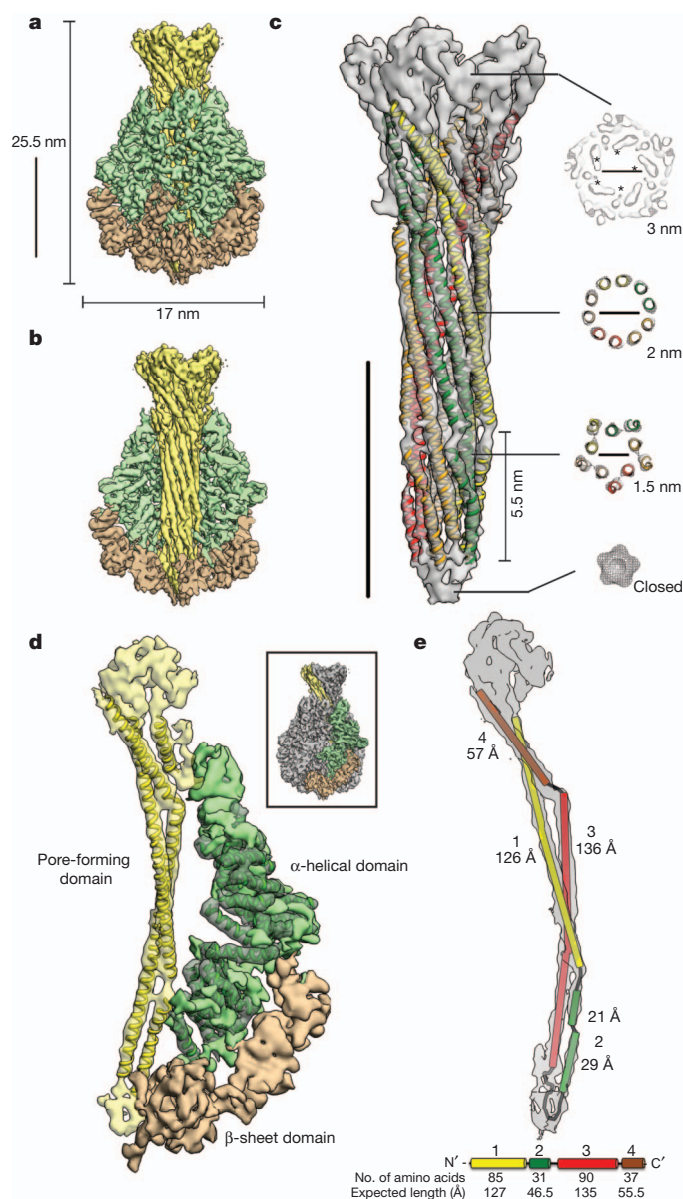 a
25.5 nm
17 nm
b
c
3 nm
2 nm
1.5 nm
5.5 nm
Closed
d
Pore-forming
domain
α-helical domain
β-sheet domain
e
4
57 Å
1
126 Å
3
136 Å
21 Å
2
29 Å
1 2 3 4
N′ - C′
No. of amino acids 85 31 90 37
Expected length (Å) 127 46.5 135 55.5